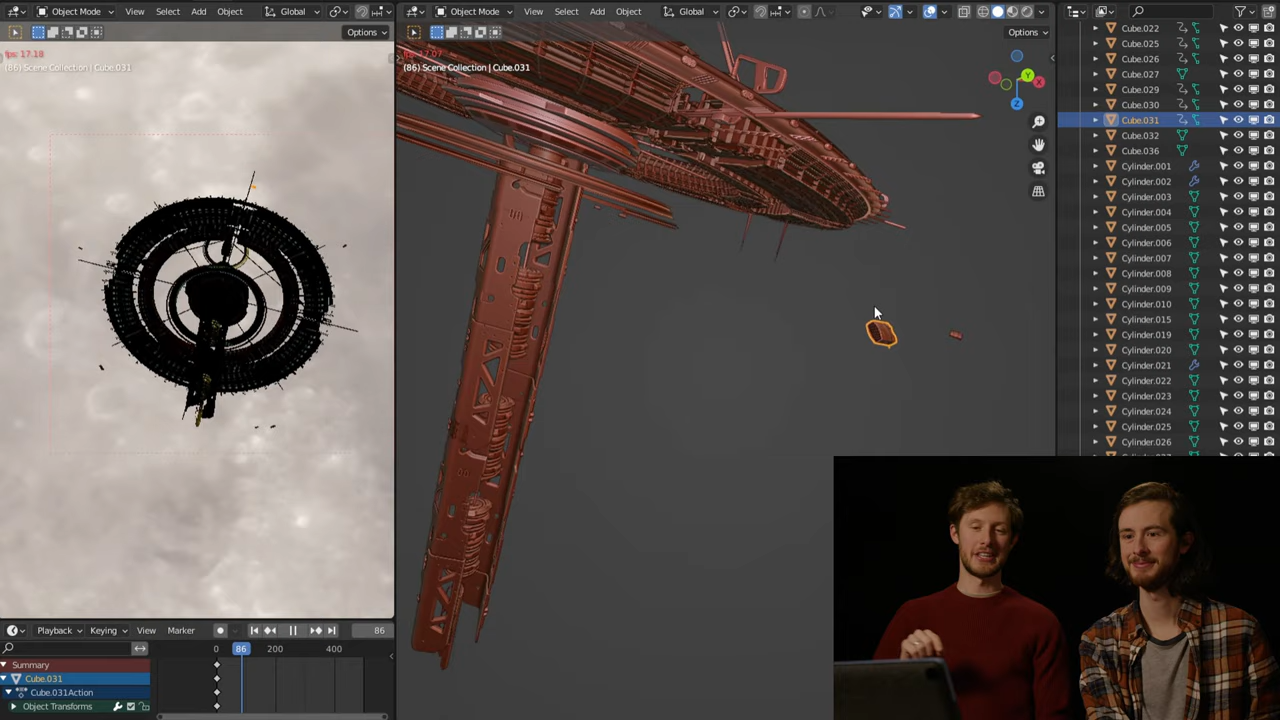 Object Mode View Select Add Object Global
Options
fps: 17.18
(86) Scene Collection | Cube.031
Playback Keying View Marker 86
0 86 200 400
Summary
Cube.031
Cube.031Action
Object Transforms
Object Mode View Select Add Object Global
Options
(86) Scene Collection | Cube.031
Y
X
Z
Cube.022
Cube.025
Cube.026
Cube.027
Cube.029
Cube.030
Cube.031
Cube.032
Cube.036
Cylinder.001
Cylinder.002
Cylinder.003
Cylinder.004
Cylinder.005
Cylinder.006
Cylinder.007
Cylinder.008
Cylinder.009
Cylinder.010
Cylinder.015
Cylinder.019
Cylinder.020
Cylinder.021
Cylinder.022
Cylinder.023
Cylinder.024
Cylinder.025
Cylinder.026